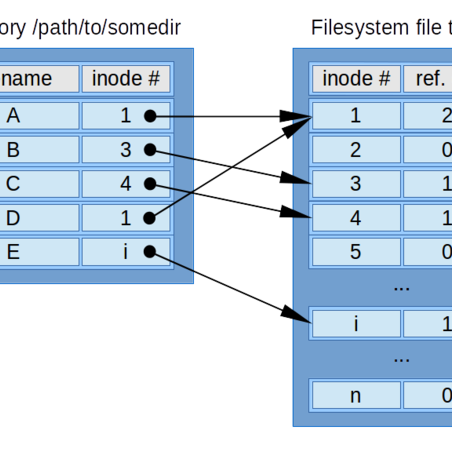 ory /path/to/somedir
Filesystem file t
name inode #
A 1
B 3
C 4
D 1
E i
inode # ref.
1 2
2 0
3 1
4 1
5 0
...
i 1
...
n 0